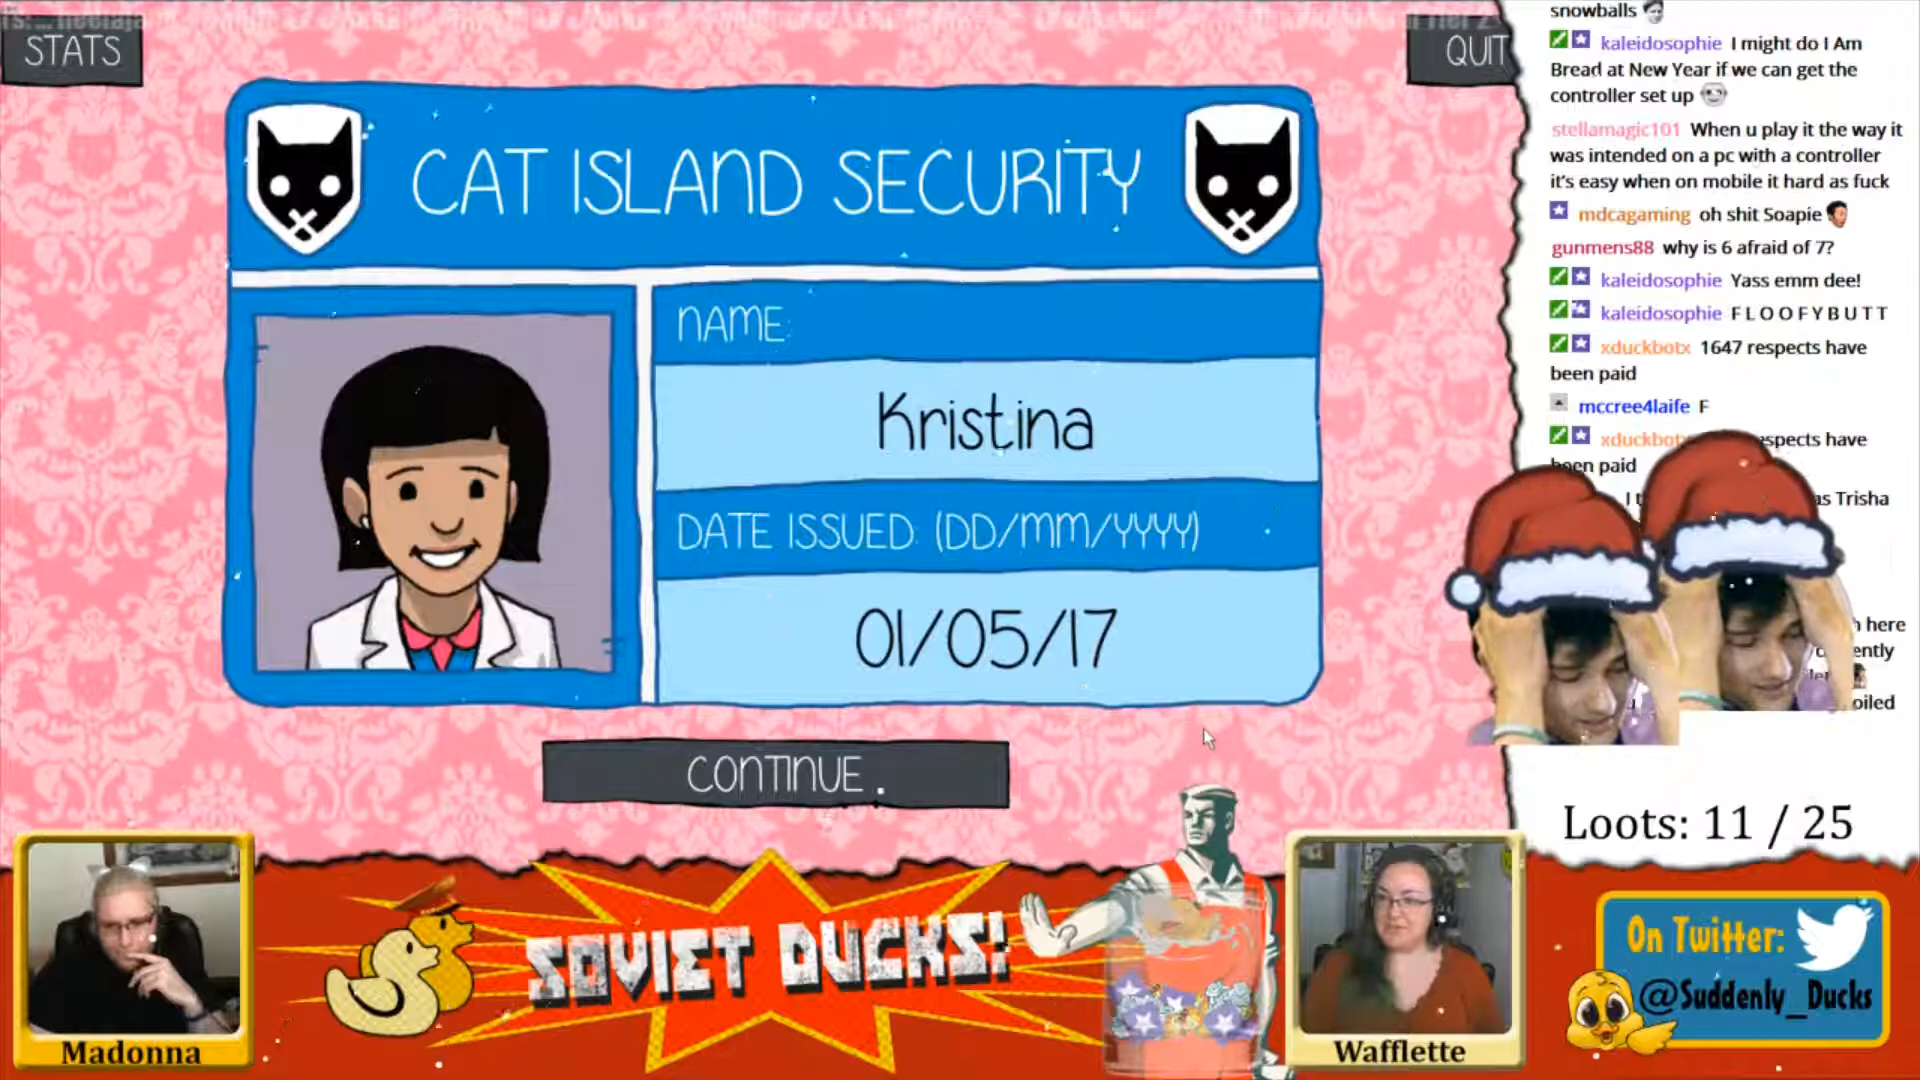 STATS
QUIT
CAT ISLAND SECURITY
NAME
Kristina
DATE ISSUED (DD/MM/YYYY)
01/05/17
CONTINUE
snowballs
kaleidosophie I might do I Am
Bread at New Year if we can get the
controller set up
stellamagic101 When u play it the way it
was intended on a pc with a controller
it's easy when on mobile it hard as fuck
mdcagaming oh shit Soapie
gunmens88 why is 6 afraid of 7?
kaleidosophie Yass emm dee!
kaleidosophie F L O O F Y B U T T
xduckbotx 1647 respects have
been paid
mccree4laife F
xduckbotx respects have
been paid
Trisha
here
oiled
Loots: 11 / 25
Madonna
SOVIET DUCKS!
Wafflette
On Twitter:
@Suddenly_Ducks